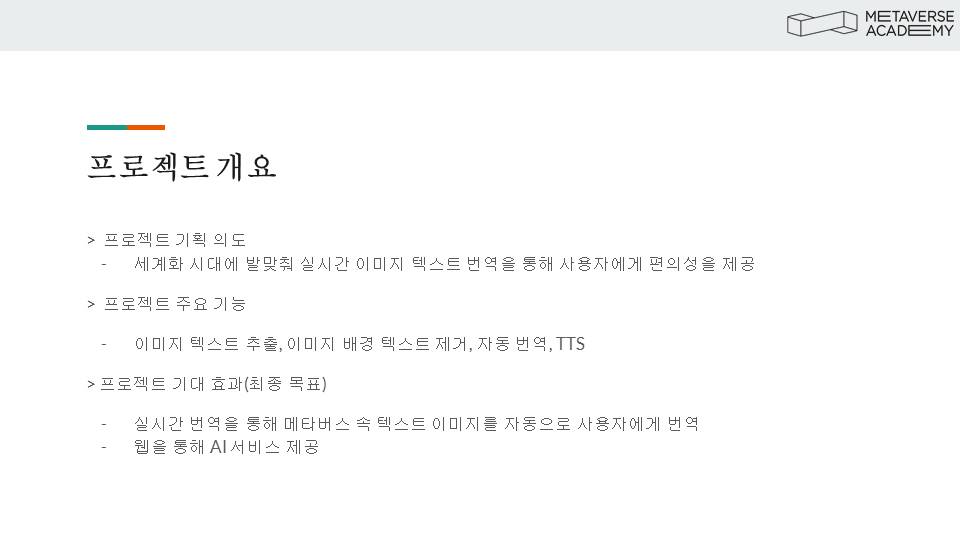 METAVERSE
ACADEMY
프로젝트 개요
> 프로젝트 기획 의도
- 세계화 시대에 발맞춰 실시간 이미지 텍스트 번역을 통해 사용자에게 편의성을 제공
> 프로젝트 주요 기능
- 이미지 텍스트 추출, 이미지 배경 텍스트 제거, 자동 번역, TTS
> 프로젝트 기대 효과(최종 목표)
- 실시간 번역을 통해 메타버스 속 텍스트 이미지를 자동으로 사용자에게 번역
- 웹을 통해 AI 서비스 제공